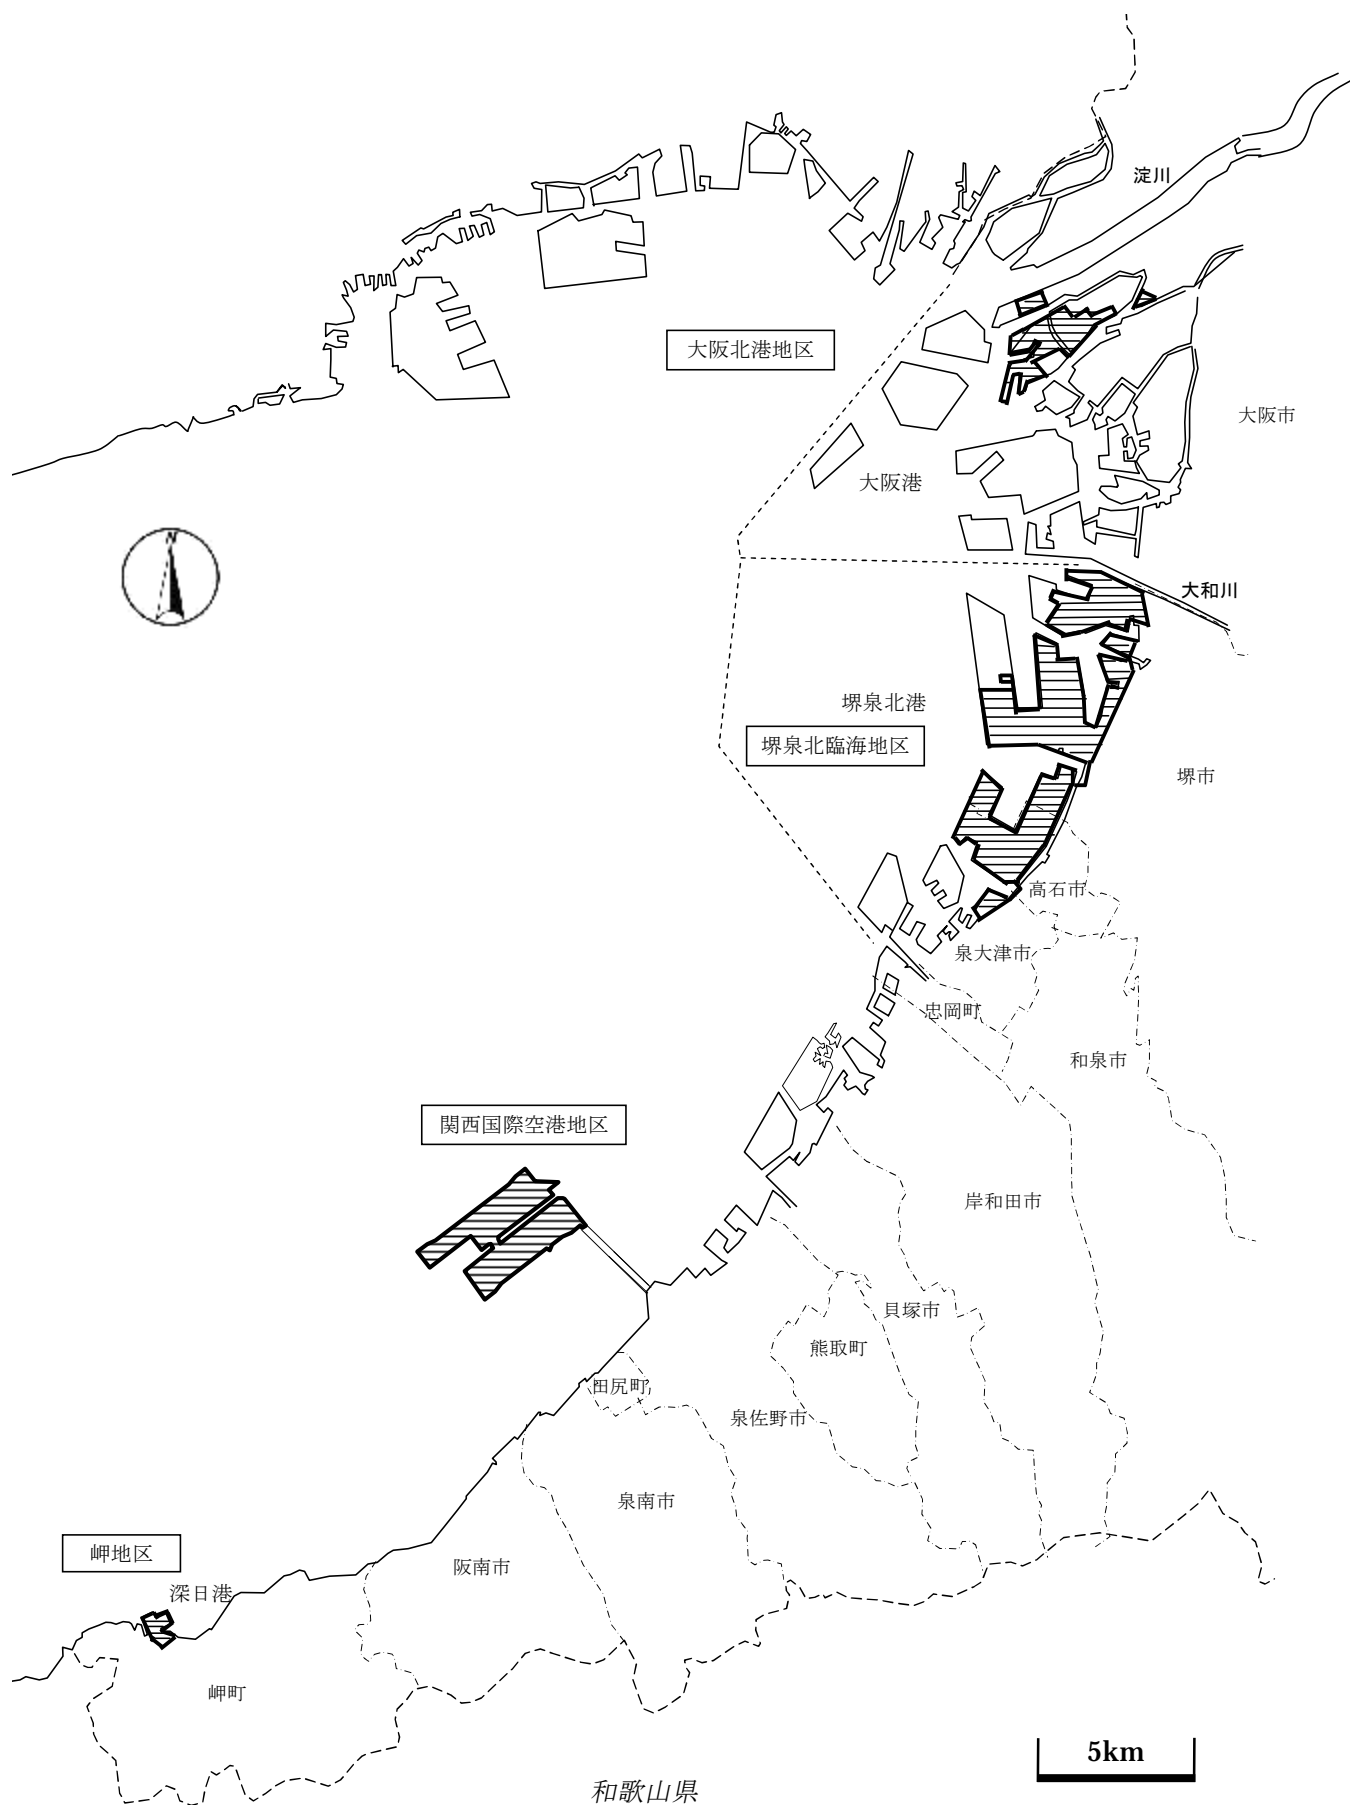 淀川
大阪北港地区
大阪市
大阪港
N
大和川
堺泉北港
堺泉北臨海地区
堺市
高石市
泉大津市
忠岡町
和泉市
関西国際空港地区
岸和田市
貝塚市
熊取町
田尻町
泉佐野市
泉南市
岬地区
阪南市
深日港
岬町
5km
和歌山県